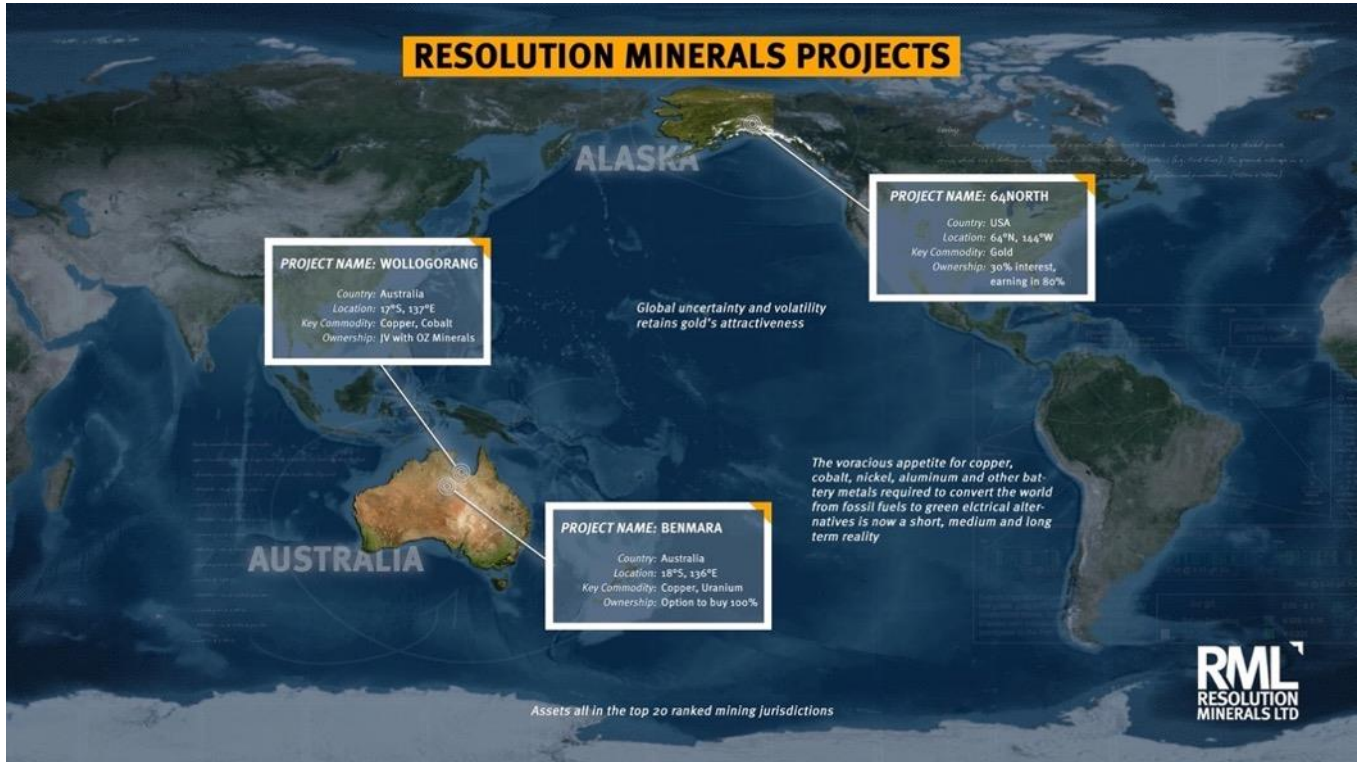 RESOLUTION MINERALS PROJECTS
ALASKA
PROJECT NAME: 64NORTH
Country: USA
Location: 64°N, 144°W
Key Commodity: Gold
Ownership: 30% interest,
earning in 80%
PROJECT NAME: WOLLOGORANG
Country: Australia
Location: 17°S, 137°E
Key Commodity: Copper, Cobalt
Ownership: JV with OZ Minerals
Global uncertainty and volatility
retains gold's attractiveness
The voracious appetite for copper,
cobalt, nickel, aluminum and other bat-
tery metals required to convert the world
from fossil fuels to green elctrical alter-
natives is now a short, medium and long
term reality
AUSTRALIA
PROJECT NAME: BENMARA
Country: Australia
Location: 18°S, 136°E
Key Commodity: Copper, Uranium
Ownership: Option to buy 100%
RML
RESOLUTION
MINERALS LTD
Assets all in the top 20 ranked mining jurisdictions